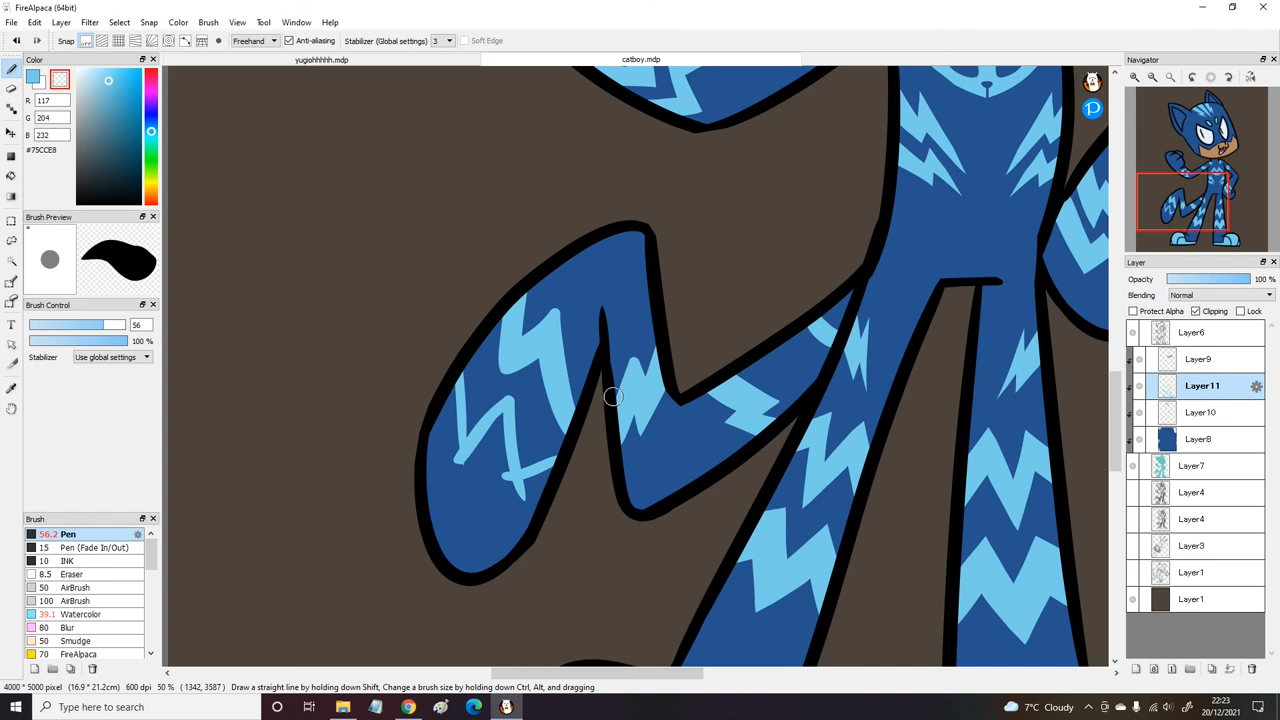 FireAlpaca (64bit)
File Edit Layer Filter Select Snap Color Brush View Tool Window Help
Snap off Freehand Anti-aliasing Stabilizer (Global settings) 3 Soft Edge
Color
yugiohhhhh.mdp catboy.mdp
Navigator
R 117
G 204
B 232
#75CCE8
Brush Preview
Layer
Opacity 100 %
Blending Normal
Brush Control
Protect Alpha Clipping Lock
56
100 %
Stabilizer Use global settings
Layer6
Layer9
Layer11
Layer10
Layer8
Layer7
Layer4
Layer4
Layer3
Layer1
Layer1
Brush
56.2 Pen
15 Pen (Fade In/Out)
10 INK
8.5 Eraser
50 AirBrush
100 AirBrush
39.1 Watercolor
80 Blur
50 Smudge
70 FireAlpaca
4000 * 5000 pixel (16.9 * 21.2cm) 600 dpi 50 % ( 1342, 3587 ) Draw a straight line by holding down Shift, Change a brush size by holding down Ctrl, Alt, and dragging
Type here to search
7°C Cloudy
22:23
20/12/2021